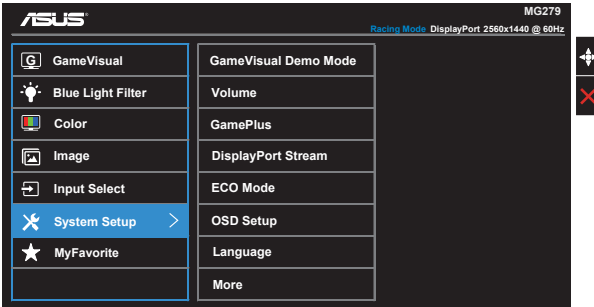 ASUS
MG279
Racing Mode DisplayPort 2560x1440 @ 60Hz
G GameVisual
Blue Light Filter
Color
Image
Input Select
System Setup
MyFavorite
GameVisual Demo Mode
Volume
GamePlus
DisplayPort Stream
ECO Mode
OSD Setup
Language
More